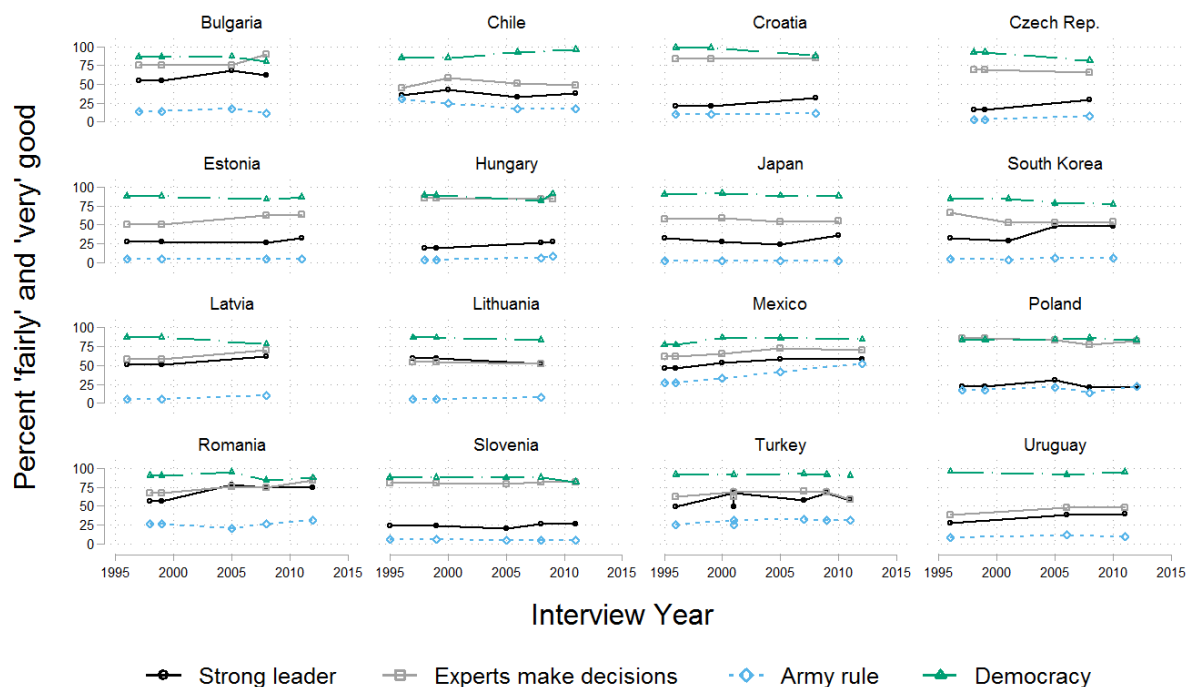 Bulgaria Chile Croatia Czech Rep.
100
75
50
25
0
Estonia Hungary Japan South Korea
100
75
50
25
0
Latvia Lithuania Mexico Poland
100
75
50
25
0
Romania Slovenia Turkey Uruguay
100
75
50
25
0
1995 2000 2005 2010 2015 1995 2000 2005 2010 2015 1995 2000 2005 2010 2015 1995 2000 2005 2010 2015
Percent 'fairly' and 'very' good
Interview Year
Strong leader Experts make decisions Army rule Democracy